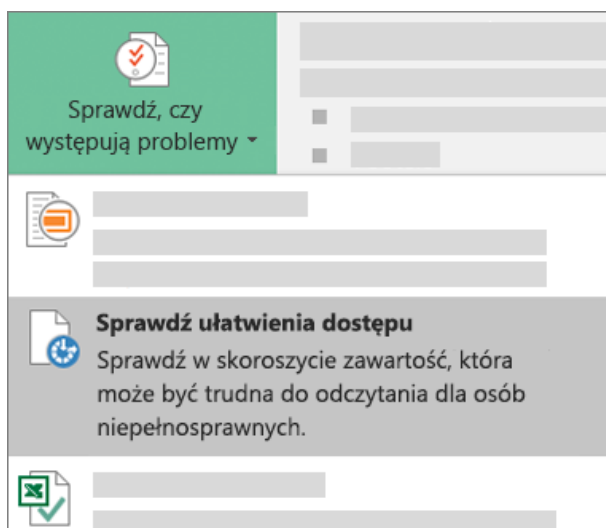 Sprawdź, czy
występują problemy
Sprawdź ułatwienia dostępu
Sprawdź w skoroszycie zawartość, która
może być trudna do odczytania dla osób
niepełnosprawnych.